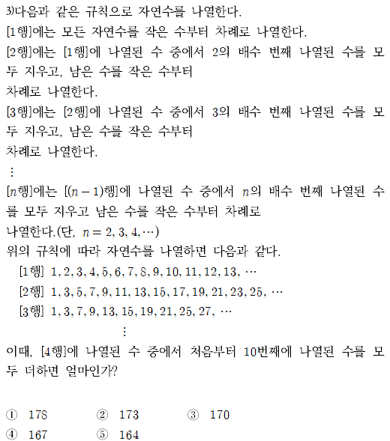 3)다음과 같은 규칙으로 자연수를 나열한다.
[1행]에는 모든 자연수를 작은 수부터 차례로 나열한다.
[2행]에는 [1행]에 나열된 수 중에서 2의 배수 번째 나열된 수를 모
두 지우고, 남은 수를 작은 수부터
차례로 나열한다.
[3행]에는 [2행]에 나열된 수 중에서 3의 배수 번째 나열된 수를 모
두 지우고, 남은 수를 작은 수부터
차례로 나열한다.
⋮
[n행]에는 [(n-1)행]에 나열된 수 중에서 n의 배수 번째 나열된 수
를 모두 지우고 남은 수를 작은 수부터 차례로
나열한다.(단, n = 2, 3, 4, ⋯)
위의 규칙에 따라 자연수를 나열하면 다음과 같다.
[1행] 1, 2, 3, 4, 5, 6, 7, 8, 9, 10, 11, 12, 13, ⋯
[2행] 1, 3, 5, 7, 9, 11, 13, 15, 17, 19, 21, 23, 25, ⋯
[3행] 1, 3, 7, 9, 13, 15, 19, 21, 25, 27, ⋯
⋮
이때, [4행]에 나열된 수 중에서 처음부터 10번째에 나열된 수를 모
두 더하면 얼마인가?
① 178 ② 173 ③ 170
④ 167 ⑤ 164